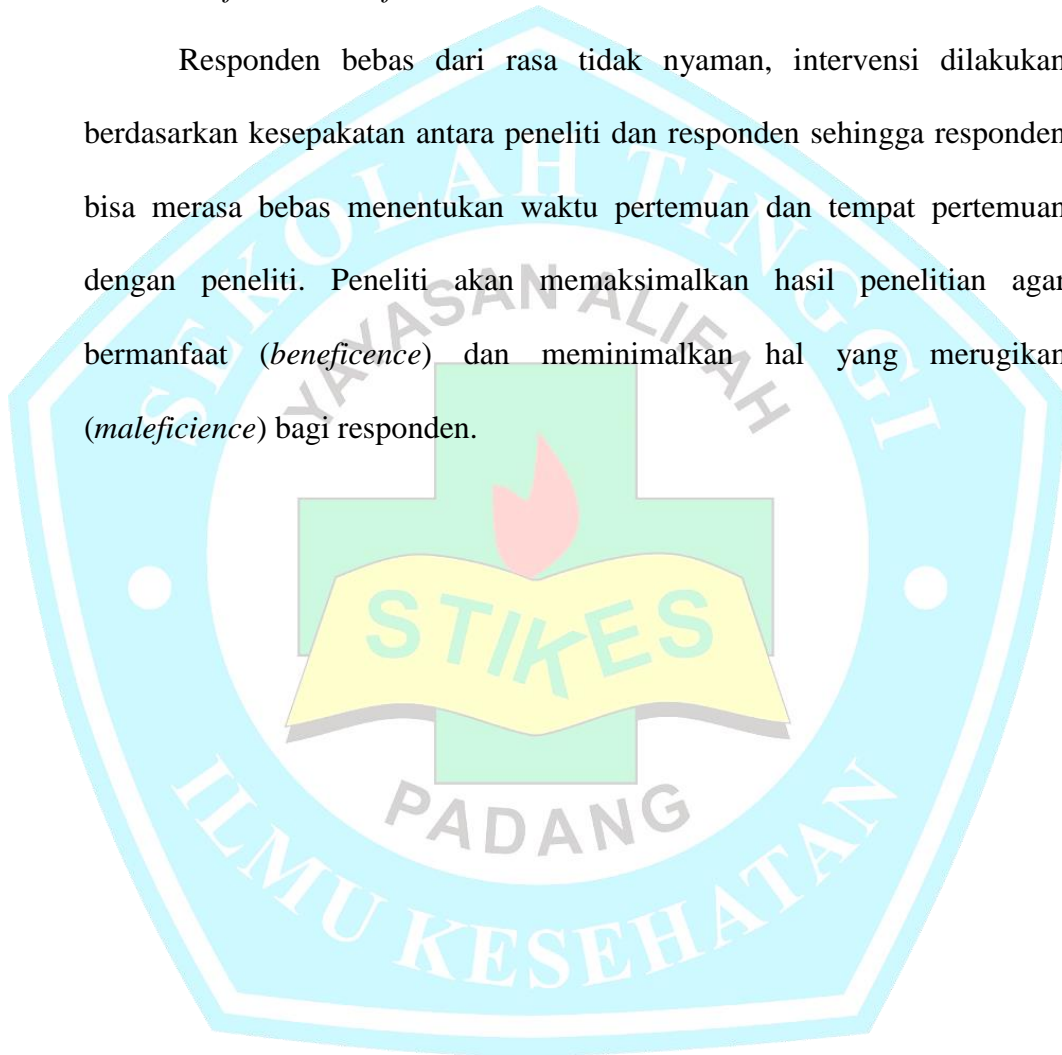 Responden bebas dari rasa tidak nyaman, intervensi dilakukan
berdasarkan kesepakatan antara peneliti dan responden sehingga responden
bisa merasa bebas menentukan waktu pertemuan dan tempat pertemuan
dengan peneliti. Peneliti akan memaksimalkan hasil penelitian agar
bermanfaat (beneficence) dan meminimalkan hal yang merugikan
(maleficience) bagi responden.
SEKOLAH TINGGI
YAYASAN ALIFAH
STIKES
PADANG
ILMU KESEHATAN